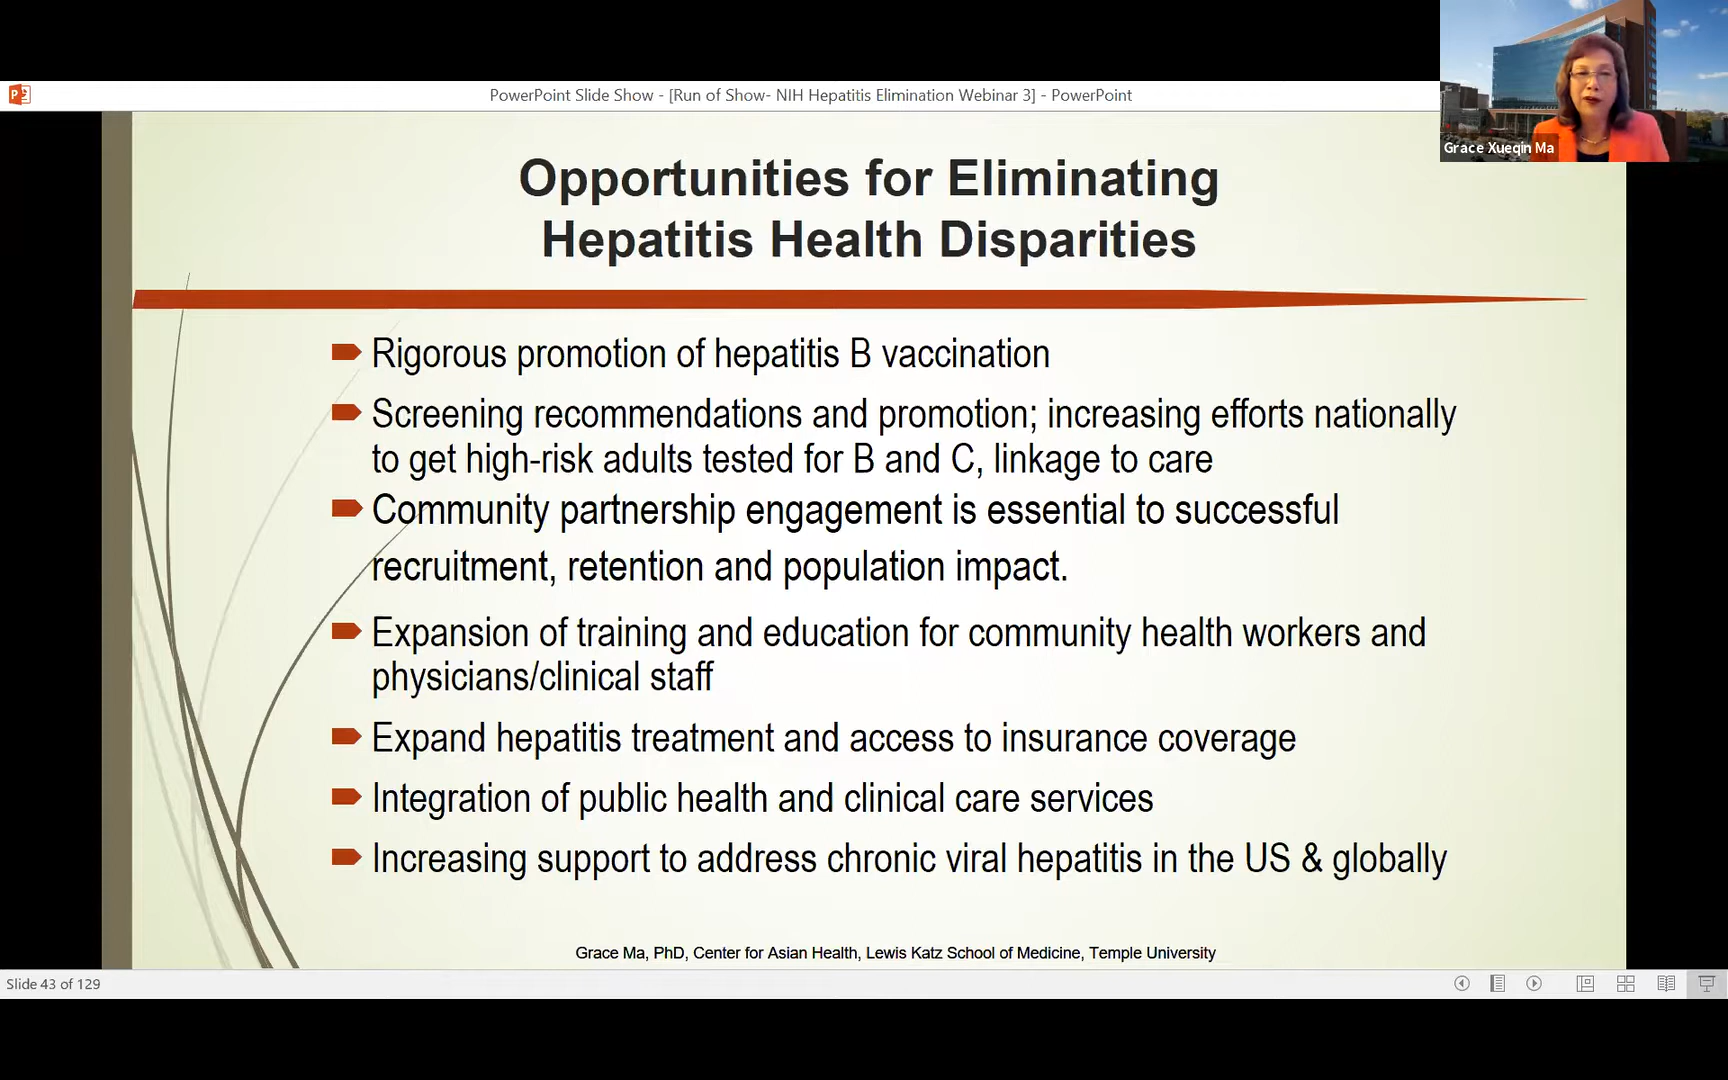 PowerPoint Slide Show - [Run of Show- NIH Hepatitis Elimination Webinar 3] - PowerPoint
Grace Xueqin Ma
Opportunities for Eliminating
Hepatitis Health Disparities
Rigorous promotion of hepatitis B vaccination
Screening recommendations and promotion; increasing efforts nationally
to get high-risk adults tested for B and C, linkage to care
Community partnership engagement is essential to successful
recruitment, retention and population impact.
Expansion of training and education for community health workers and
physicians/clinical staff
Expand hepatitis treatment and access to insurance coverage
Integration of public health and clinical care services
Increasing support to address chronic viral hepatitis in the US & globally
Grace Ma, PhD, Center for Asian Health, Lewis Katz School of Medicine, Temple University
Slide 43 of 129